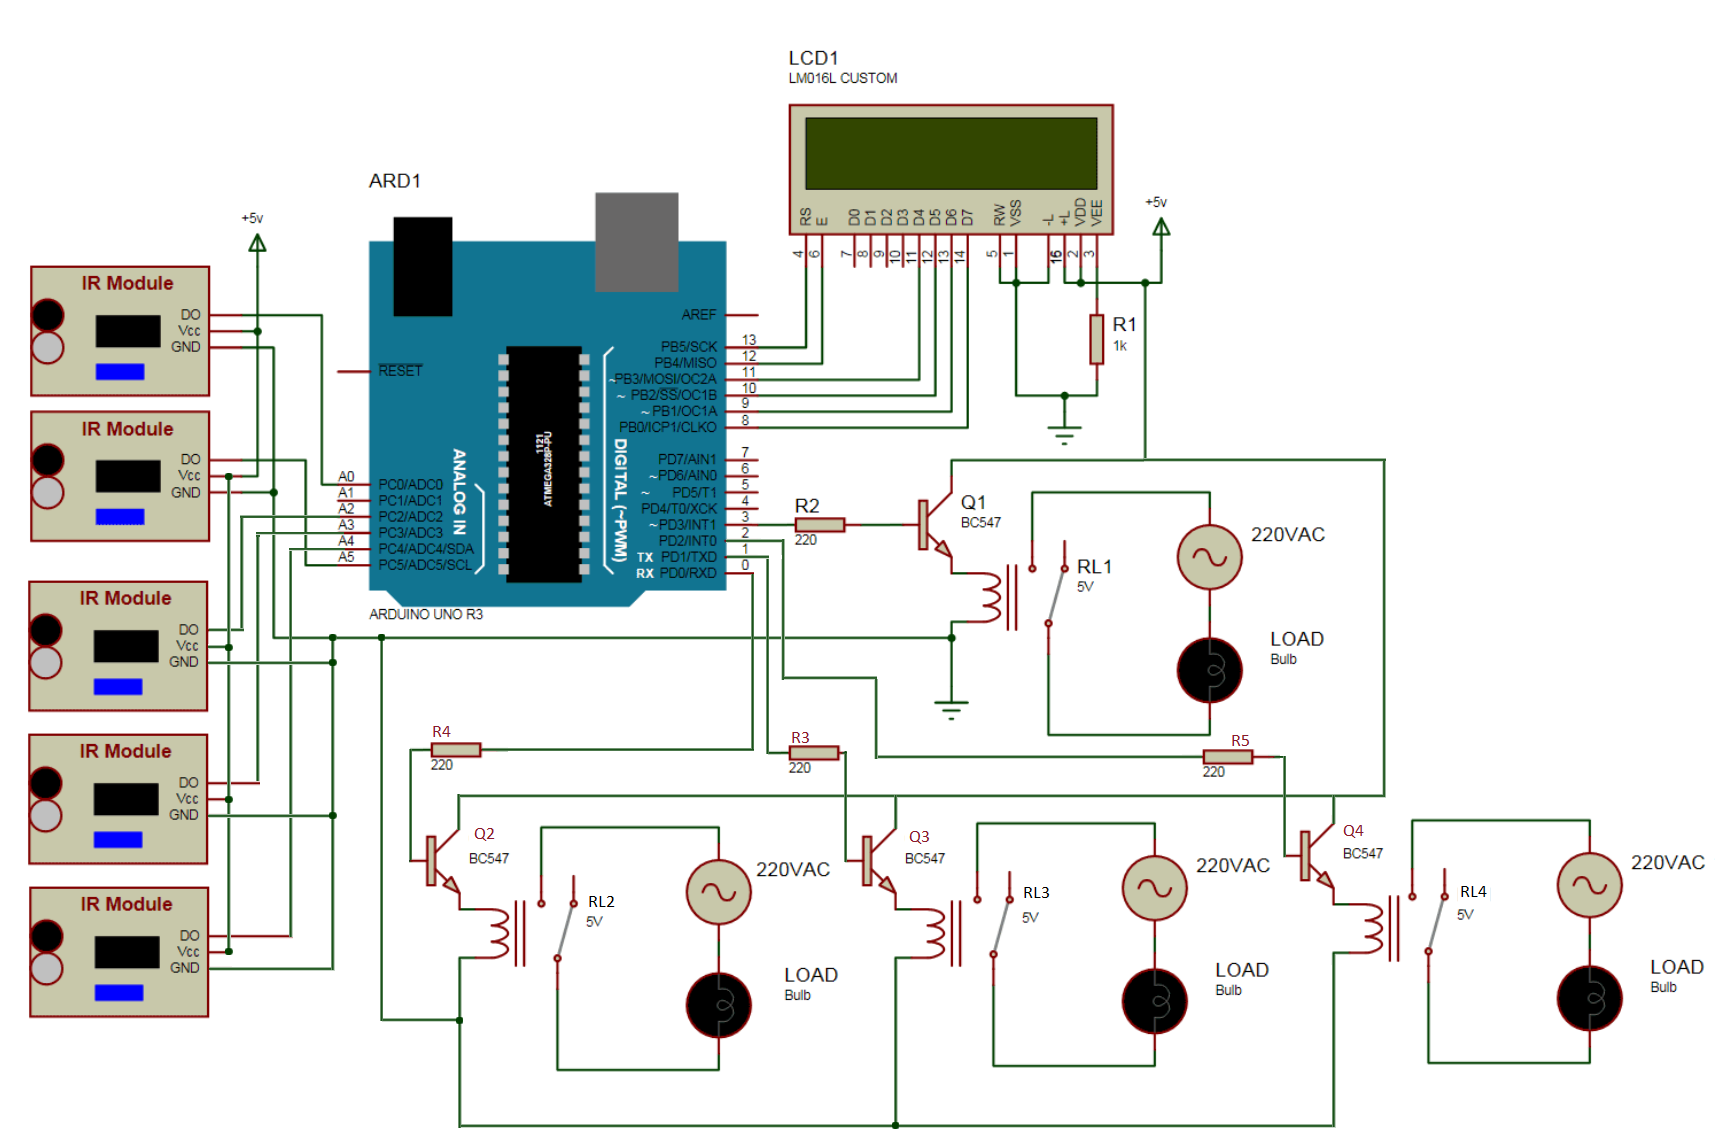 LCD1
LM016L CUSTOM
RS
E
D0
D1
D2
D3
D4
D5
D6
D7
RW
VSS
-L
+L
VDD
VEE
4
6
7
8
9
10
11
12
13
14
5
1
15
2
3
+5v
R1
1k
ARD1
+5v
IR Module
DO
Vcc
GND
IR Module
DO
Vcc
GND
IR Module
DO
Vcc
GND
IR Module
DO
Vcc
GND
IR Module
DO
Vcc
GND
RESET
A0 PC0/ADC0
A1 PC1/ADC1
A2 PC2/ADC2
A3 PC3/ADC3
A4 PC4/ADC4/SDA
A5 PC5/ADC5/SCL
ANALOG IN
1121
ATMEGA328P-PU
DIGITAL (~PWM)
AREF
PB5/SCK 13
PB4/MISO 12
~PB3/MOSI/OC2A 11
~ PB2/SS/OC1B 10
~ PB1/OC1A 9
PB0/ICP1/CLKO 8
PD7/AIN1 7
~PD6/AIN0 6
~ PD5/T1 5
PD4/T0/XCK 4
~PD3/INT1 3
PD2/INT0 2
TX PD1/TXD 1
RX PD0/RXD 0
ARDUINO UNO R3
R2
220
Q1
BC547
RL1
5V
220VAC
LOAD
Bulb
R4
220
R3
220
R5
220
Q2
BC547
RL2
5V
220VAC
LOAD
Bulb
Q3
BC547
RL3
5V
220VAC
LOAD
Bulb
Q4
BC547
RL4
5V
220VAC
LOAD
Bulb